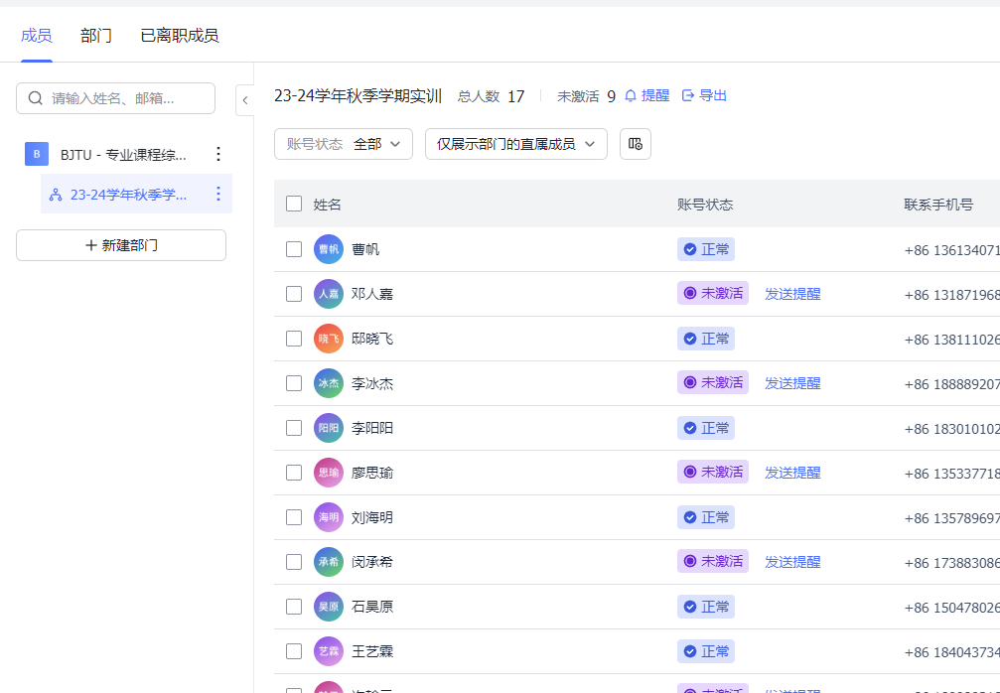 成员 部门 已离职成员
请输入姓名、邮箱...
23-24学年秋季学期实训 总人数 17 未激活 9 提醒 导出
账号状态 全部 仅展示部门的直属成员
B BJTU - 专业课程综...
23-24学年秋季学...
新建部门
姓名 账号状态 联系手机号
曹帆 曹帆 正常 +86 136134071
人嘉 邓人嘉 未激活 发送提醒 +86 131871968
晓飞 邸晓飞 正常 +86 138111026
冰杰 李冰杰 未激活 发送提醒 +86 188889207
阳阳 李阳阳 正常 +86 183010102
思瑜 廖思瑜 未激活 发送提醒 +86 135337718
海明 刘海明 正常 +86 135789697
承希 闵承希 未激活 发送提醒 +86 173883086
昊原 石昊原 正常 +86 150478026
艺霖 王艺霖 正常 +86 184043734